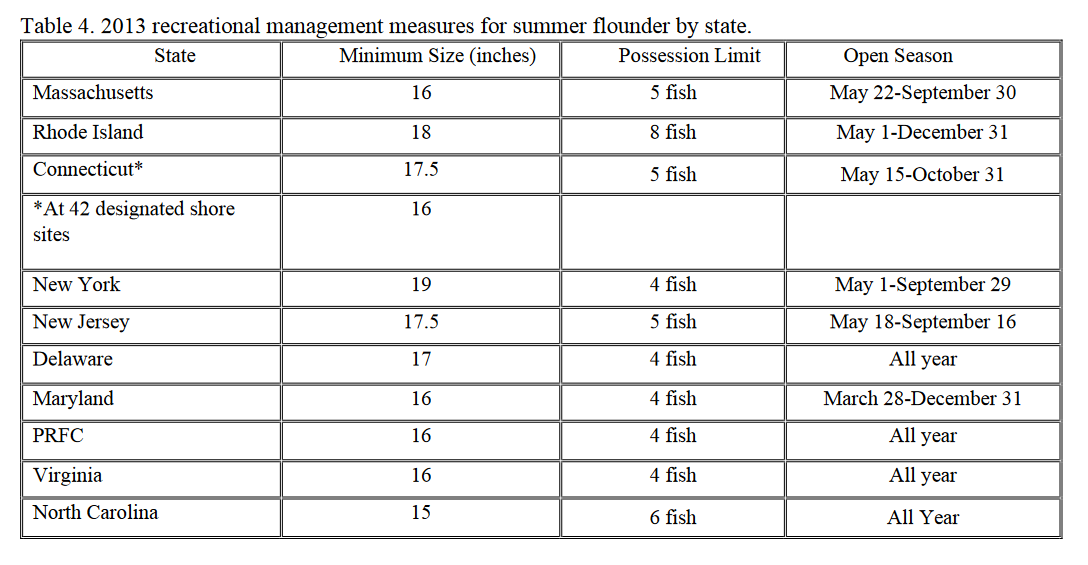 Table 4. 2013 recreational management measures for summer flounder by state.
State Minimum Size (inches) Possession Limit Open Season
Massachusetts 16 5 fish May 22-September 30
Rhode Island 18 8 fish May 1-December 31
Connecticut* 17.5 5 fish May 15-October 31
*At 42 designated shore 16
sites
New York 19 4 fish May 1-September 29
New Jersey 17.5 5 fish May 18-September 16
Delaware 17 4 fish All year
Maryland 16 4 fish March 28-December 31
PRFC 16 4 fish All year
Virginia 16 4 fish All year
North Carolina 15 6 fish All Year